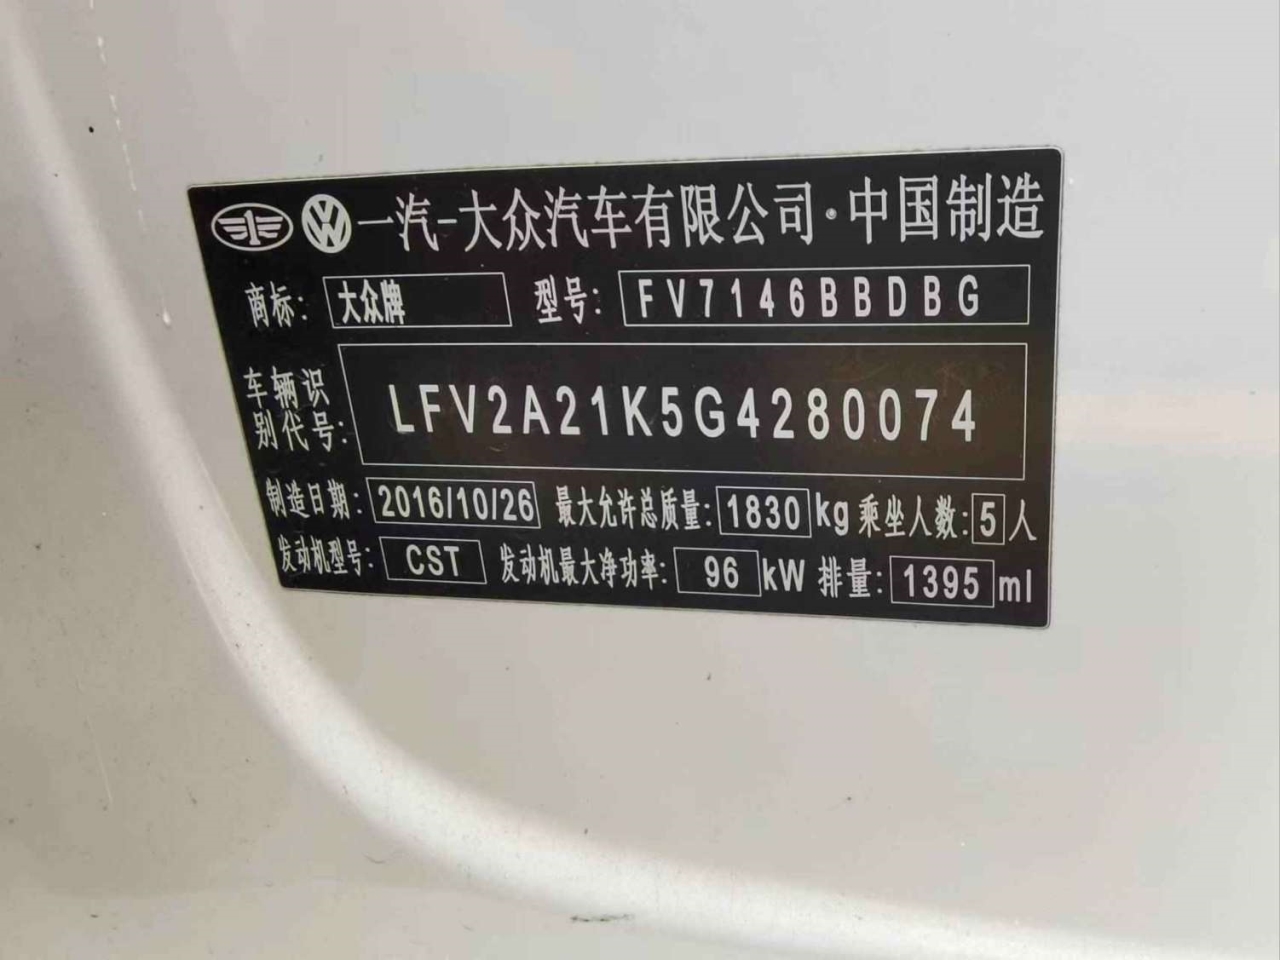 一汽-大众汽车有限公司·中国制造
商标: 大众牌 型号: FV7146BBDBG
车辆识别代号: LFV2A21K5G4280074
制造日期: 2016/10/26 最大允许总质量: 1830 kg 乘坐人数: 5 人
发动机型号: CST 发动机最大净功率: 96 kW 排量: 1395 ml